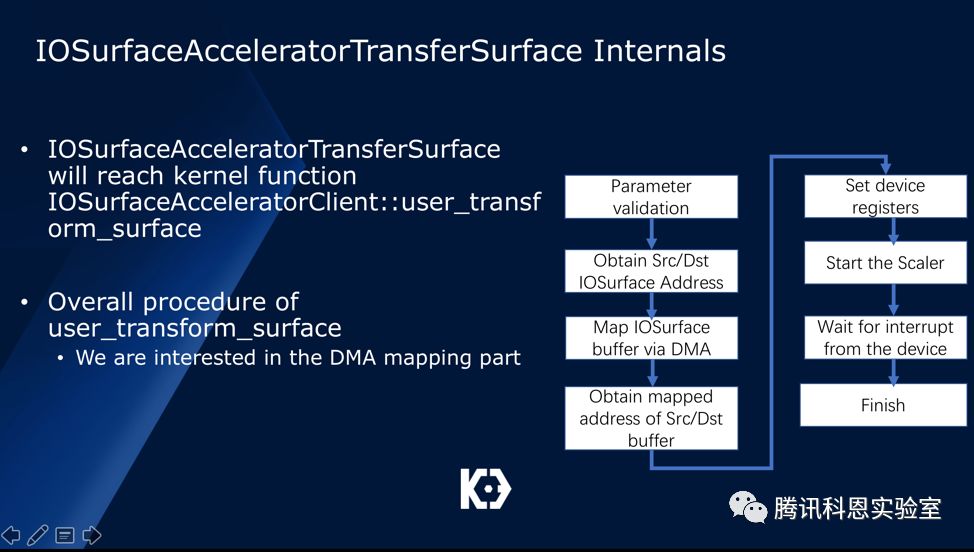 IOSurfaceAcceleratorTransferSurface Internals
• IOSurfaceAcceleratorTransferSurface
will reach kernel function
IOSurfaceAcceleratorClient::user_transf
orm_surface
• Overall procedure of
user_transform_surface
• We are interested in the DMA mapping part
Parameter
validation
Obtain Src/Dst
IOSurface Address
Map IOSurface
buffer via DMA
Obtain mapped
address of Src/Dst
buffer
Set device
registers
Start the Scaler
Wait for interrupt
from the device
Finish
腾讯科恩实验室